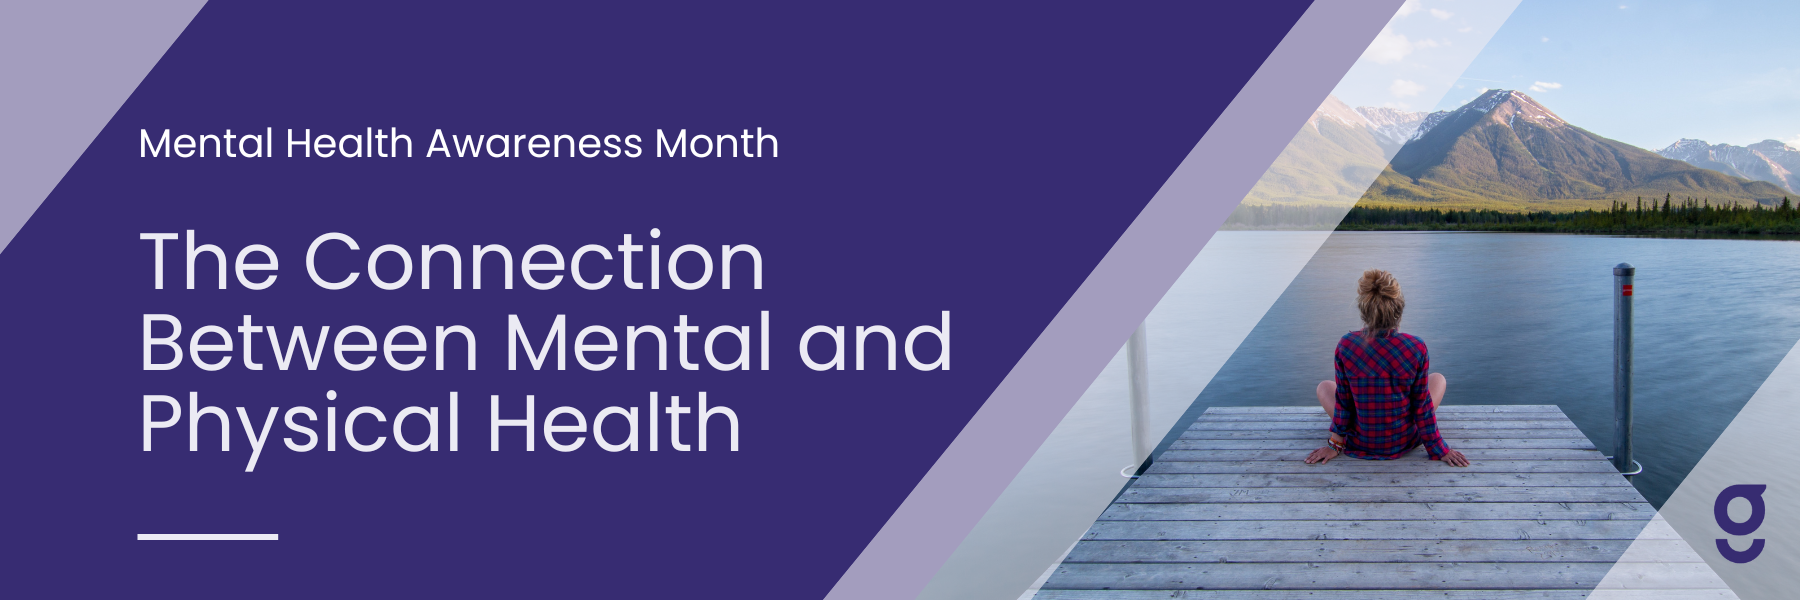 Mental Health Awareness Month
The Connection
Between Mental and
Physical Health
g